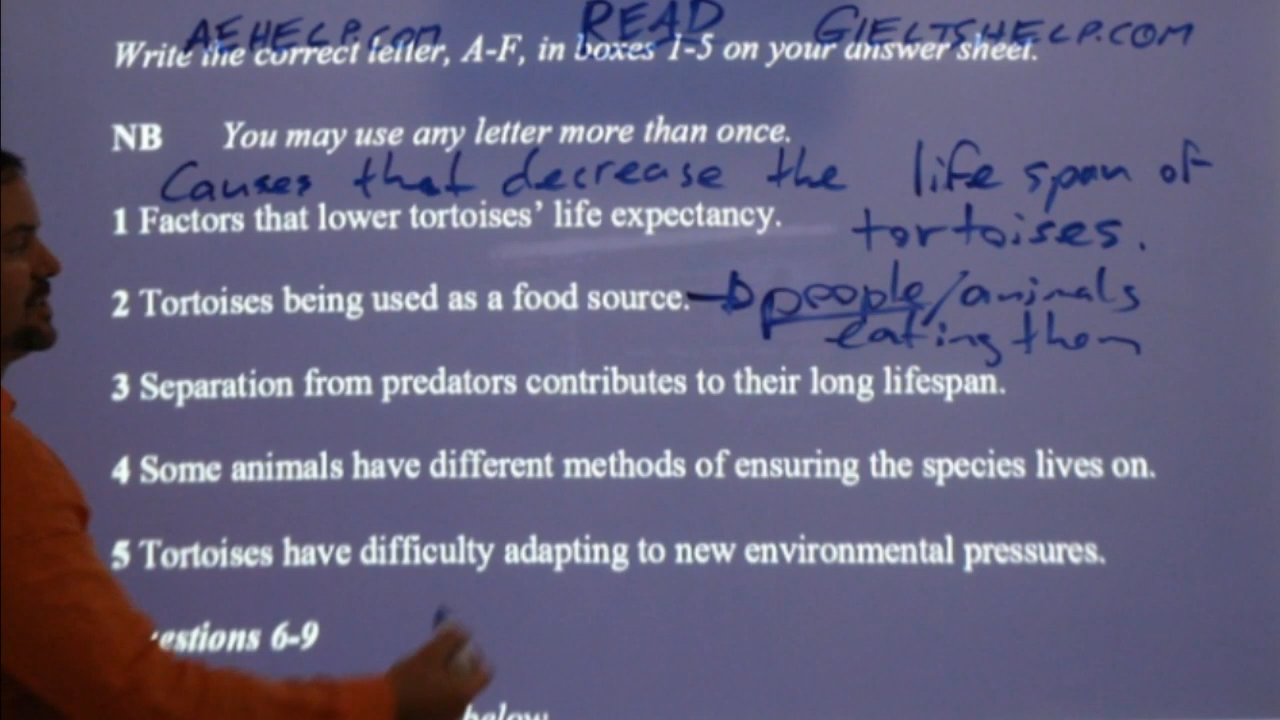 AEHELP.com READ GIELTSHELP.COM
Write the correct letter, A-F, in boxes 1-5 on your answer sheet.
NB You may use any letter more than once.
Causes that decrease the life span of
tortoises.
1 Factors that lower tortoises' life expectancy.
2 Tortoises being used as a food source. → people/animals
eating them
3 Separation from predators contributes to their long lifespan.
4 Some animals have different methods of ensuring the species lives on.
5 Tortoises have difficulty adapting to new environmental pressures.
estions 6-9
below